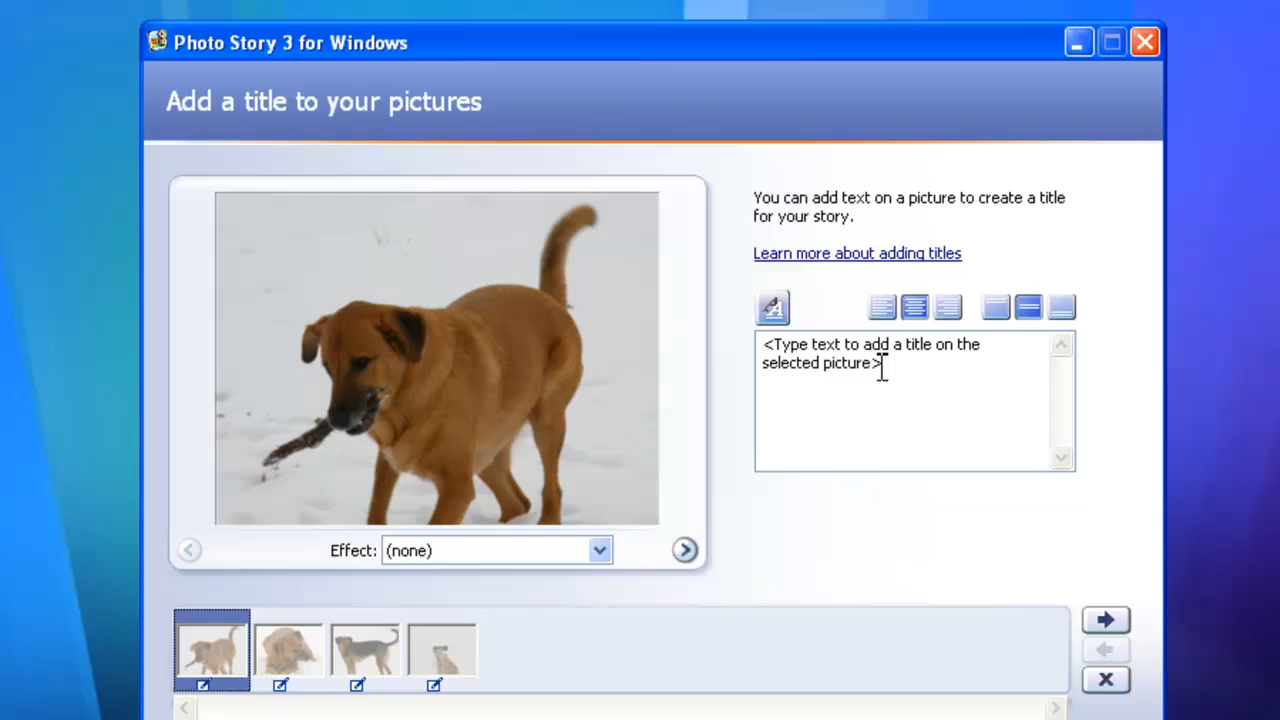 Photo Story 3 for Windows
Add a title to your pictures
You can add text on a picture to create a title
for your story.
Learn more about adding titles
A
<Type text to add a title on the
selected picture>
Effect: (none)